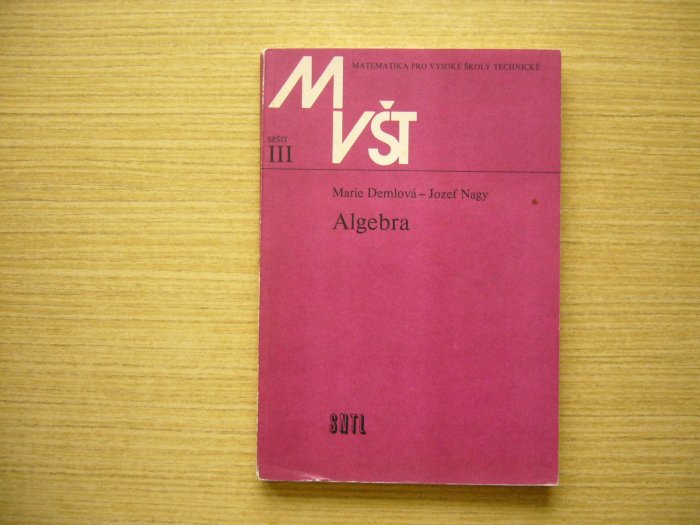 MATEMATIKA PRO VYSOKÉ ŠKOLY TECHNICKÉ
M
VŠT
SEŠIT
III
Marie Demlová – Jozef Nagy
Algebra
SNTL